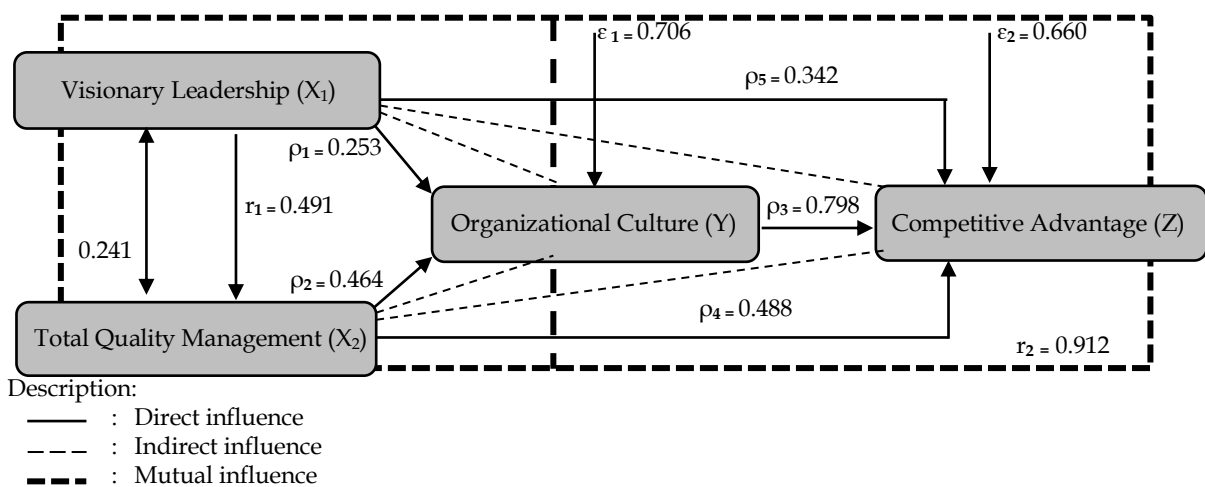 ε 1 = 0.706
ε2 = 0.660
Visionary Leadership (X1)
ρ5 = 0.342
ρ1 = 0.253
r1 = 0.491
Organizational Culture (Y)
ρ3 = 0.798
Competitive Advantage (Z)
0.241
ρ2 = 0.464
ρ4 = 0.488
Total Quality Management (X2)
r2 = 0.912
Description:
: Direct influence
: Indirect influence
: Mutual influence